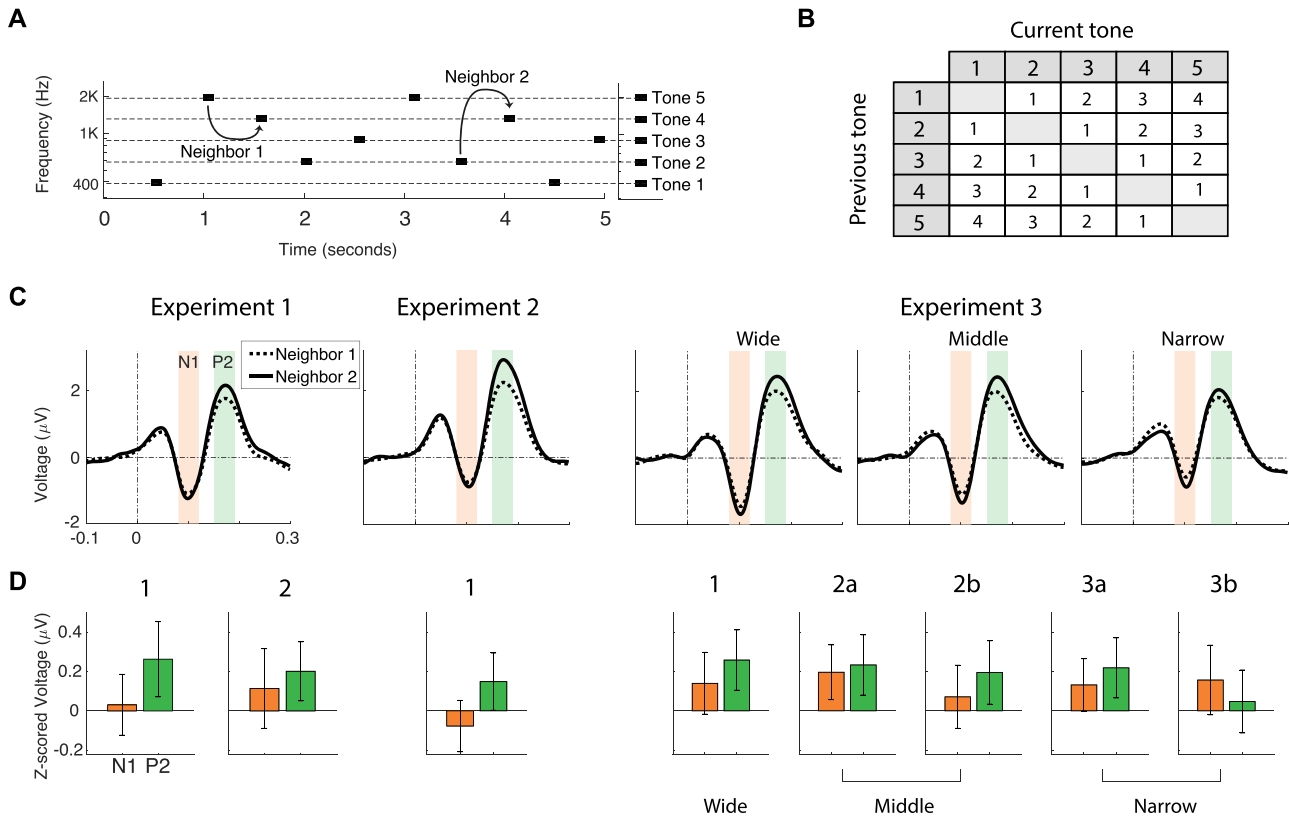 A
Frequency (Hz)
2K
1K
400
Neighbor 1
Neighbor 2
Tone 5
Tone 4
Tone 3
Tone 2
Tone 1
0 1 2 3 4 5
Time (seconds)
B
Current tone
Previous tone
1 2 3 4 5
1 1 2 3 4
2 1 1 2 3
3 2 1 1 2
4 3 2 1 1
5 4 3 2 1
C
Experiment 1
Experiment 2
Experiment 3
Wide
Middle
Narrow
N1 P2
Neighbor 1
Neighbor 2
Voltage (μV)
2
0
-2
-0.1 0 0.3
D
1 2 1 1 2a 2b 3a 3b
Z-scored Voltage (μV)
0.4
0.2
0
-0.2
N1 P2
Wide
Middle
Narrow